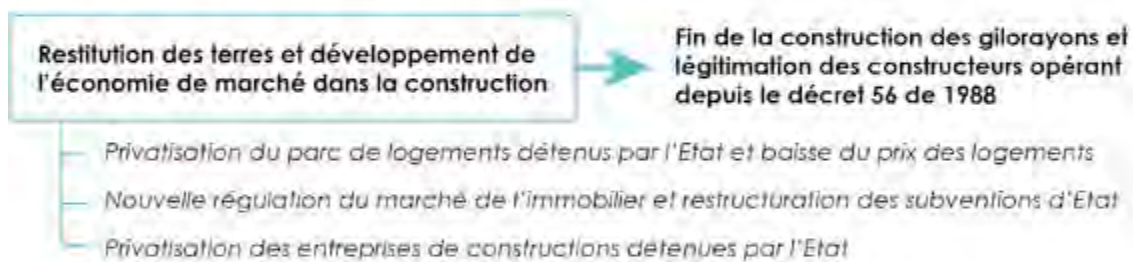 Restitution des terres et développement de
l'économie de marché dans la construction
Fin de la construction des gilorayons et
légitimation des constructeurs opérant
depuis le décret 56 de 1988
Privatisation du parc de logements détenus par l'Etat et baisse du prix des logements
Nouvelle régulation du marché de l'immobilier et restructuration des subventions d'Etat
Privatisation des entreprises de constructions détenues par l'Etat